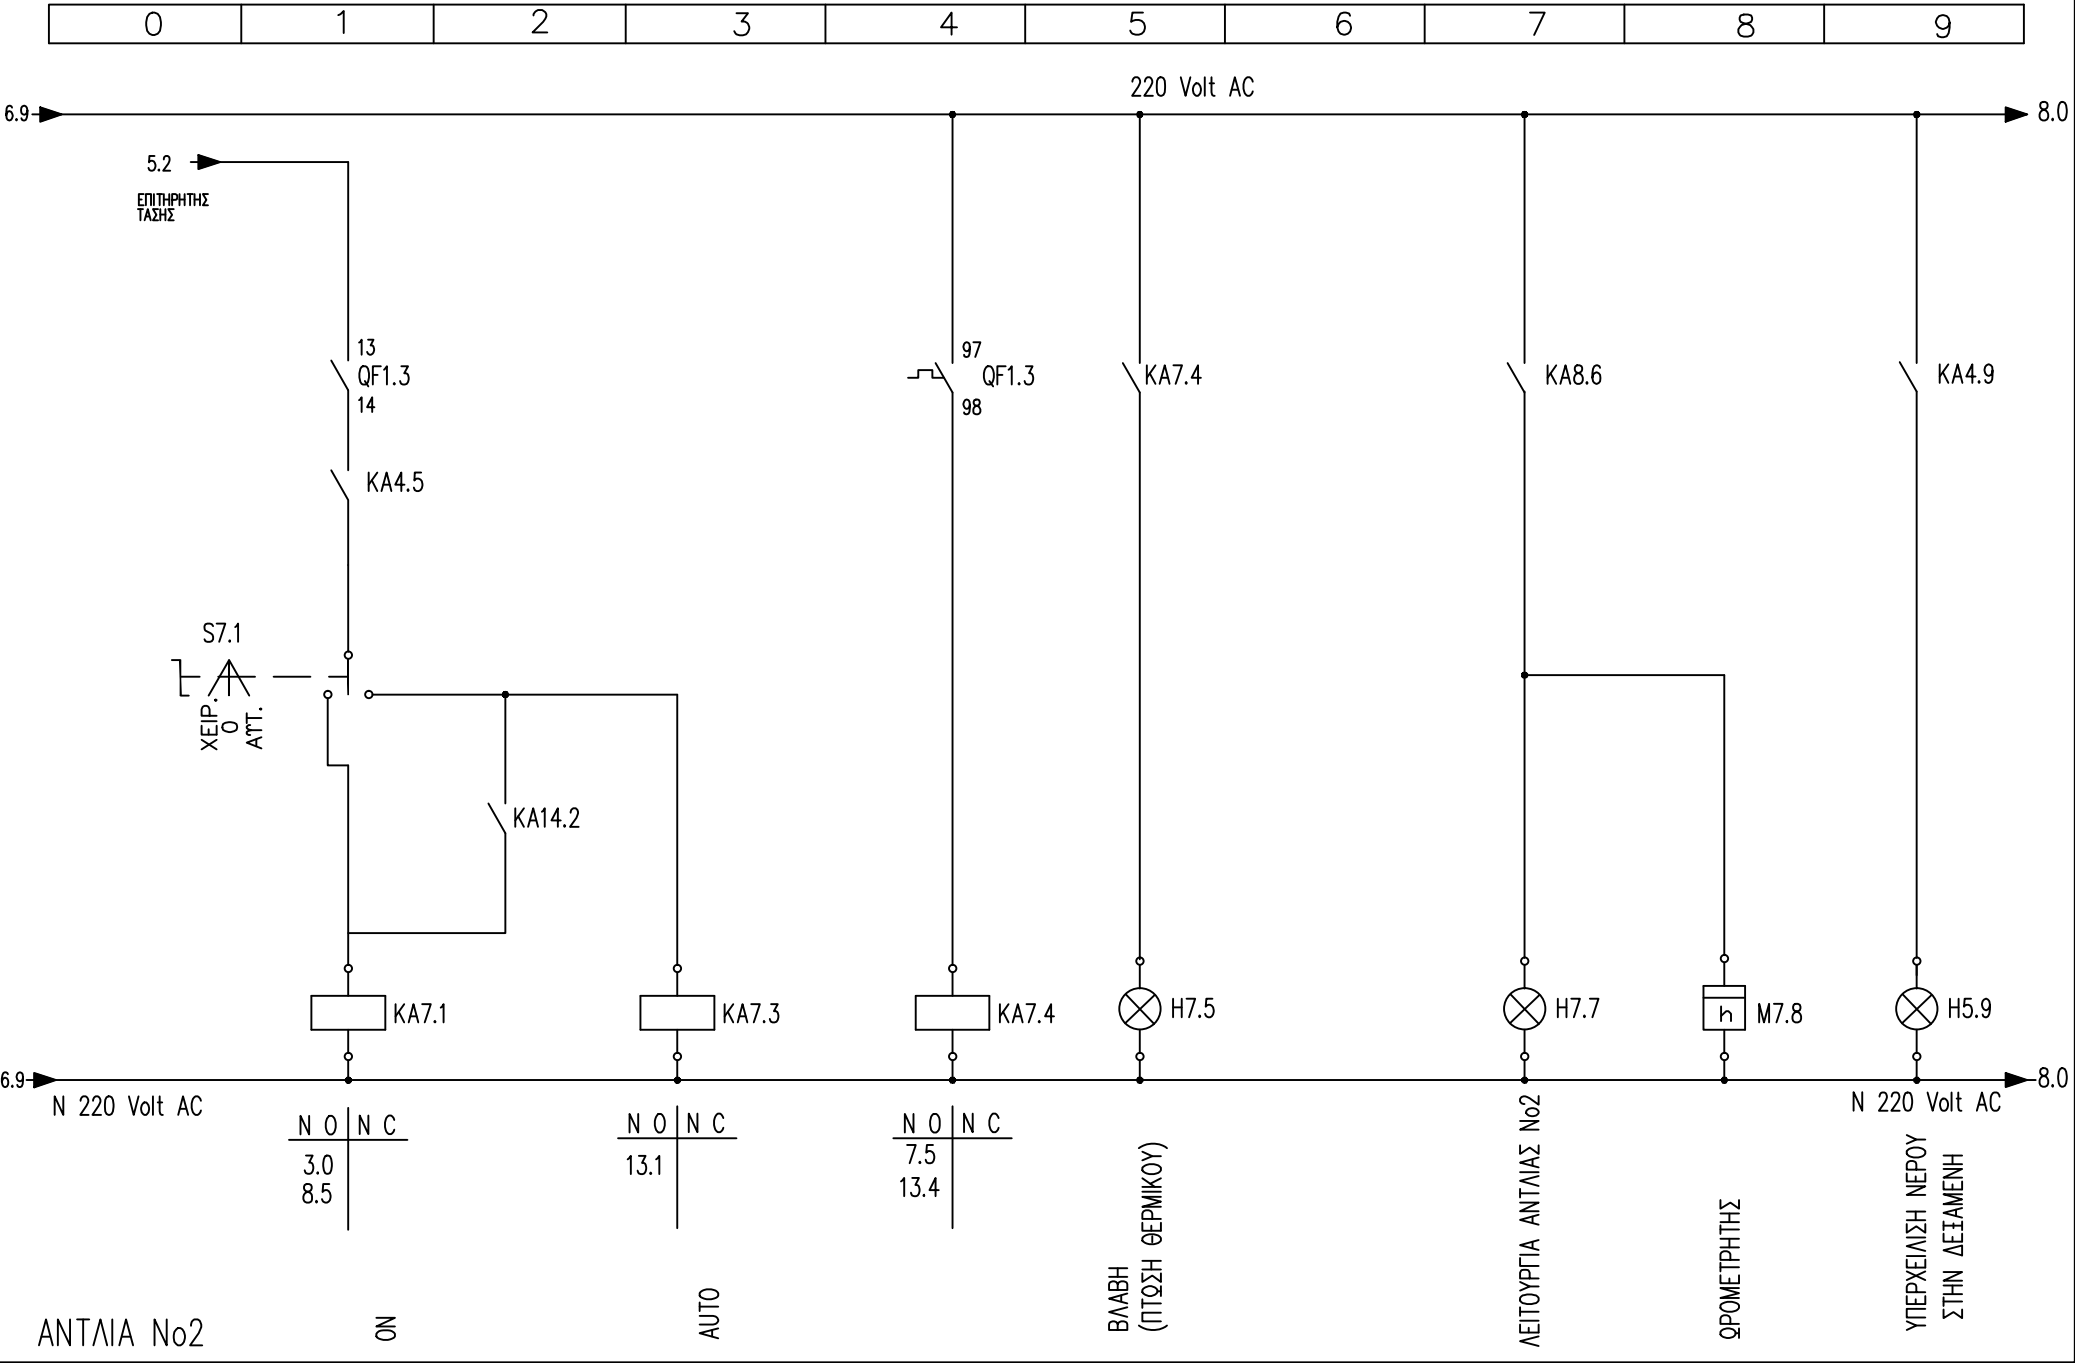 0 1 2 3 4 5 6 7 8 9
220 Volt AC
6.9
8.0
5.2
ΕΠΙΤΗΡΗΤΗΣ
ΤΑΣΗΣ
13
QF1.3
14
97
QF1.3
98
KA7.4
KA8.6
KA4.9
KA4.5
S7.1
ΧΕΙΡ.
0
ΑΥΤ.
KA14.2
KA7.1
KA7.3
KA7.4
H7.5
H7.7
h
M7.8
H5.9
6.9
8.0
N 220 Volt AC
N 220 Volt AC
N O N C
3.0
8.5
N O N C
13.1
N O N C
7.5
13.4
ON
AUTO
ΒΛΑΒΗ
(ΠΤΩΣΗ ΘΕΡΜΙΚΟΥ)
ΛΕΙΤΟΥΡΓΙΑ ΑΝΤΛΙΑΣ Νο2
ΩΡΟΜΕΤΡΗΤΗΣ
ΥΠΕΡΧΕΙΛΙΣΗ ΝΕΡΟΥ
ΣΤΗΝ ΔΕΞΑΜΕΝΗ
ΑΝΤΛΙΑ Νο2